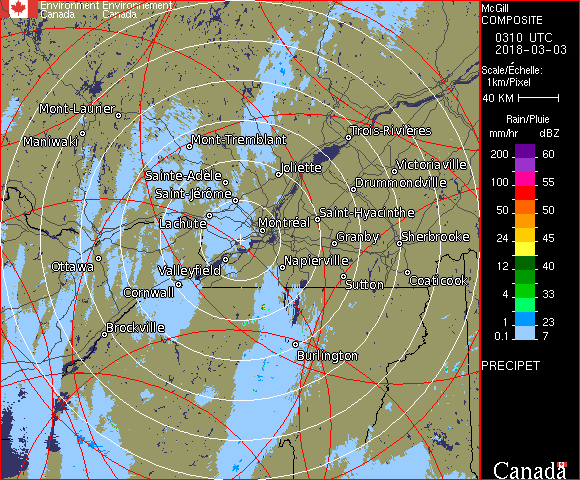 Environment Environnement
Canada Canada
McGill
COMPOSITE
0310 UTC
2018-03-03
Scale/Échelle:
1km/Pixel
40 KM
Rain/Pluie
mm/hr dBZ
200 60
100 55
50 50
24 45
12 40
4 33
1 23
0.1 7
PRECIPET
Canada
Mont-Laurier
Maniwaki
Mont-Tremblant
Trois-Rivières
Joliette
Victoriaville
Sainte-Adèle
Drummondville
Saint-Jérôme
Saint-Hyacinthe
Lachute
Montréal
Granby
Sherbrooke
Ottawa
Valleyfield
Napierville
Sutton
Coaticook
Cornwall
Brockville
Burlington